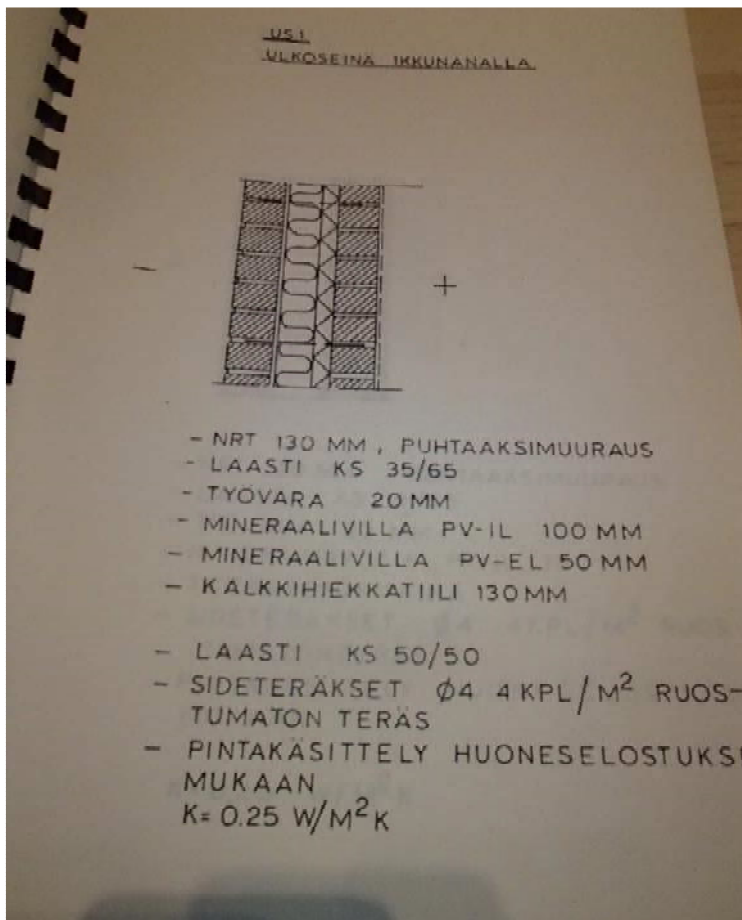 US 1
ULKOSEINÄ IKKUNANALLA
- +
- NRT 130 MM, PUHTAAKSIMUURAUS
- LAASTI KS 35/65
- TYÖVARA 20 MM
- MINERAALIVILLA PV-IL 100 MM
- MINERAALIVILLA PV-EL 50 MM
- KALKKIHIEKKATIILI 130 MM
- LAASTI KS 50/50
- SIDETERÄKSET Ø4 4 KPL/M² RUOS-
TUMATON TERÄS
- PINTAKÄSITTELY HUONESELOSTUKS
MUKAAN
K= 0.25 W/M²K